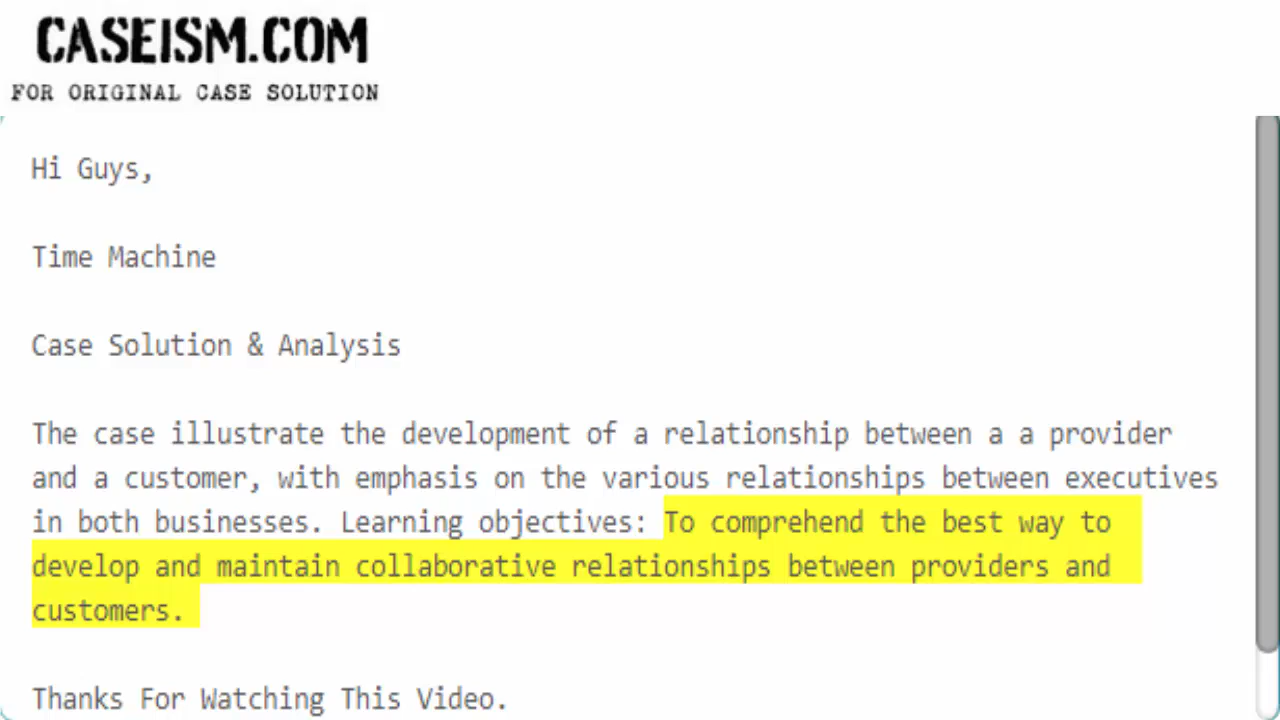 CASEISM.COM
FOR ORIGINAL CASE SOLUTION
Hi Guys,
Time Machine
Case Solution & Analysis
The case illustrate the development of a relationship between a a provider
and a customer, with emphasis on the various relationships between executives
in both businesses. Learning objectives: To comprehend the best way to
develop and maintain collaborative relationships between providers and
customers.
Thanks For Watching This Video.